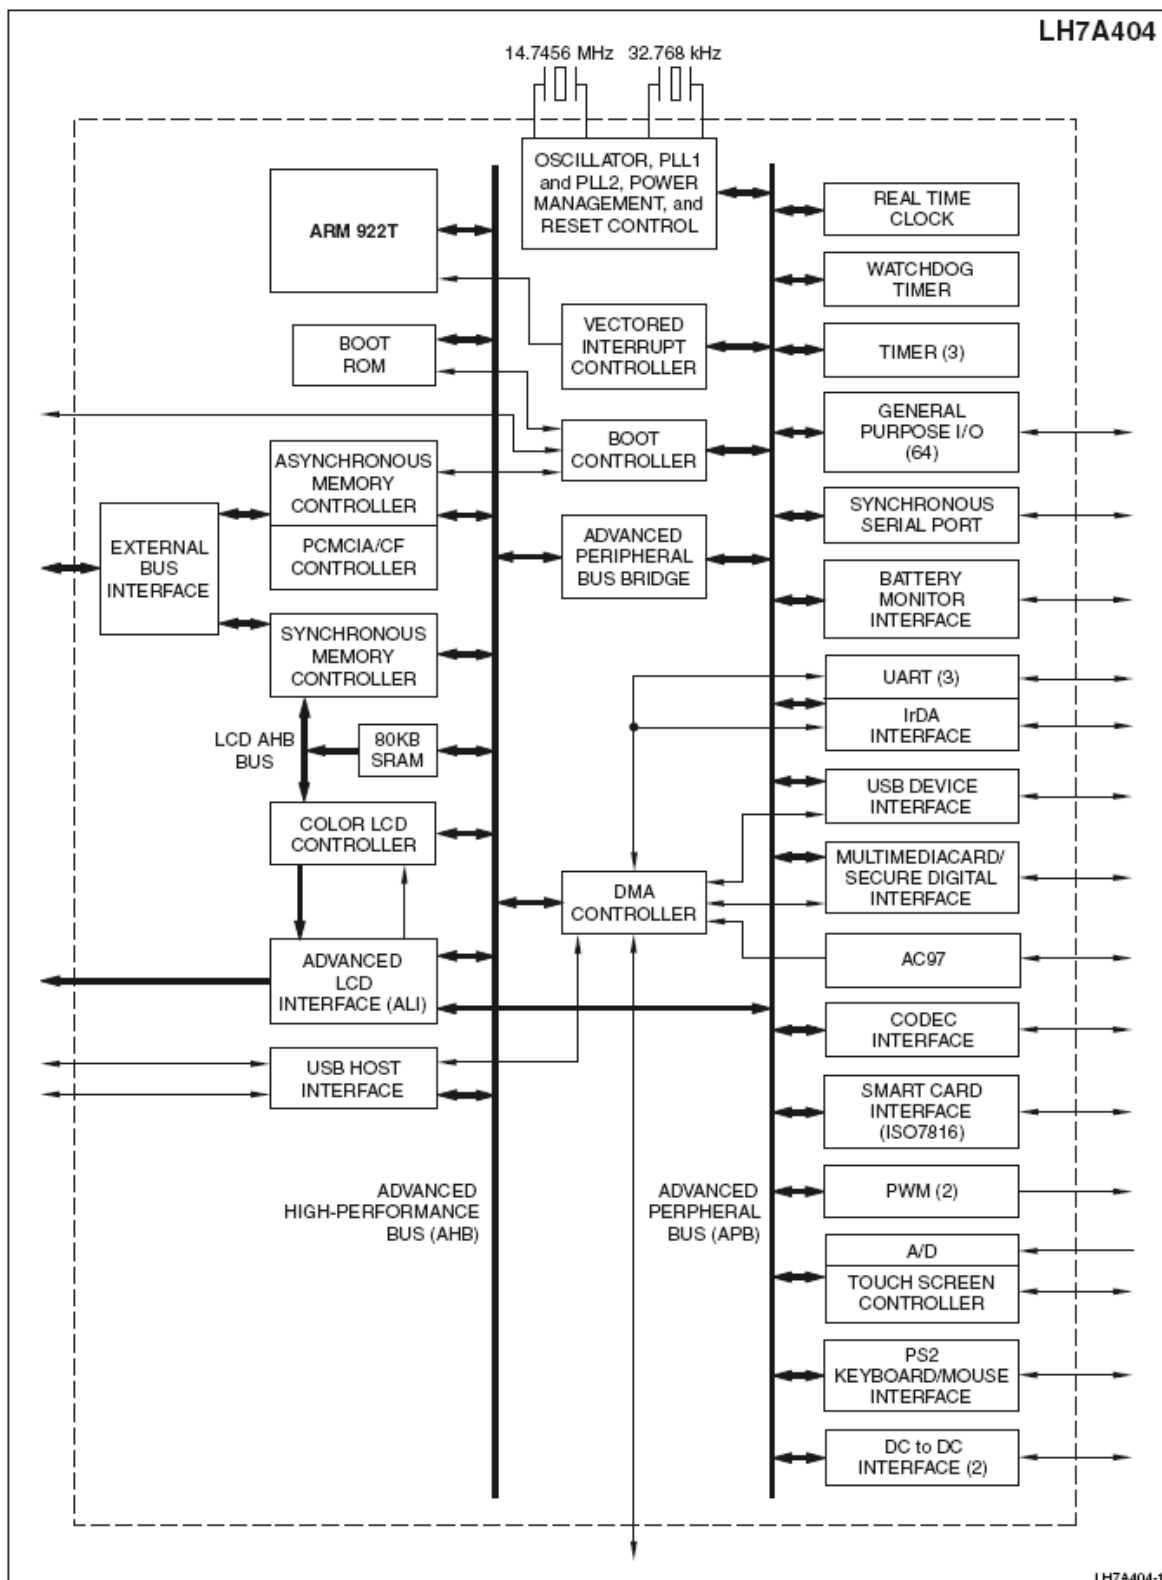 LH7A404
14.7456 MHz
32.768 kHz
OSCILLATOR, PLL1
and PLL2, POWER
MANAGEMENT, and
RESET CONTROL
ARM 922T
REAL TIME
CLOCK
WATCHDOG
TIMER
VECTORED
INTERRUPT
CONTROLLER
BOOT
ROM
TIMER (3)
GENERAL
PURPOSE I/O
(64)
BOOT
CONTROLLER
ASYNCHRONOUS
MEMORY
CONTROLLER
PCMCIA/CF
CONTROLLER
EXTERNAL
BUS
INTERFACE
SYNCHRONOUS
SERIAL PORT
ADVANCED
PERIPHERAL
BUS BRIDGE
BATTERY
MONITOR
INTERFACE
SYNCHRONOUS
MEMORY
CONTROLLER
UART (3)
IrDA
INTERFACE
LCD AHB
BUS
80KB
SRAM
USB DEVICE
INTERFACE
COLOR LCD
CONTROLLER
MULTIMEDIACARD/
SECURE DIGITAL
INTERFACE
DMA
CONTROLLER
AC97
ADVANCED
LCD
INTERFACE (ALI)
CODEC
INTERFACE
USB HOST
INTERFACE
SMART CARD
INTERFACE
(ISO7816)
ADVANCED
HIGH-PERFORMANCE
BUS (AHB)
ADVANCED
PERPHERAL
BUS (APB)
PWM (2)
A/D
TOUCH SCREEN
CONTROLLER
PS2
KEYBOARD/MOUSE
INTERFACE
DC to DC
INTERFACE (2)
LH7A404-1